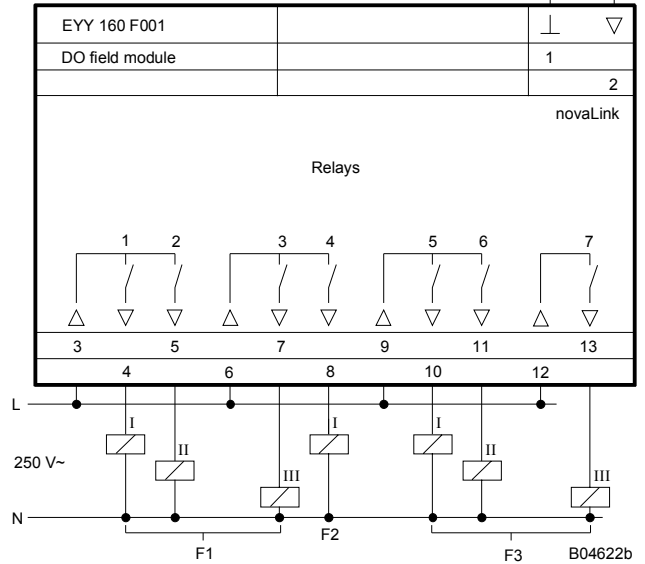 EYY 160 F001
DO field module 1
2
novaLink
Relays
1 2 3 4 5 6 7
3 5 7 9 11 13
4 6 8 10 12
L
I I I
II II
250 V~
III III
N
F2
F1 F3 B04622b